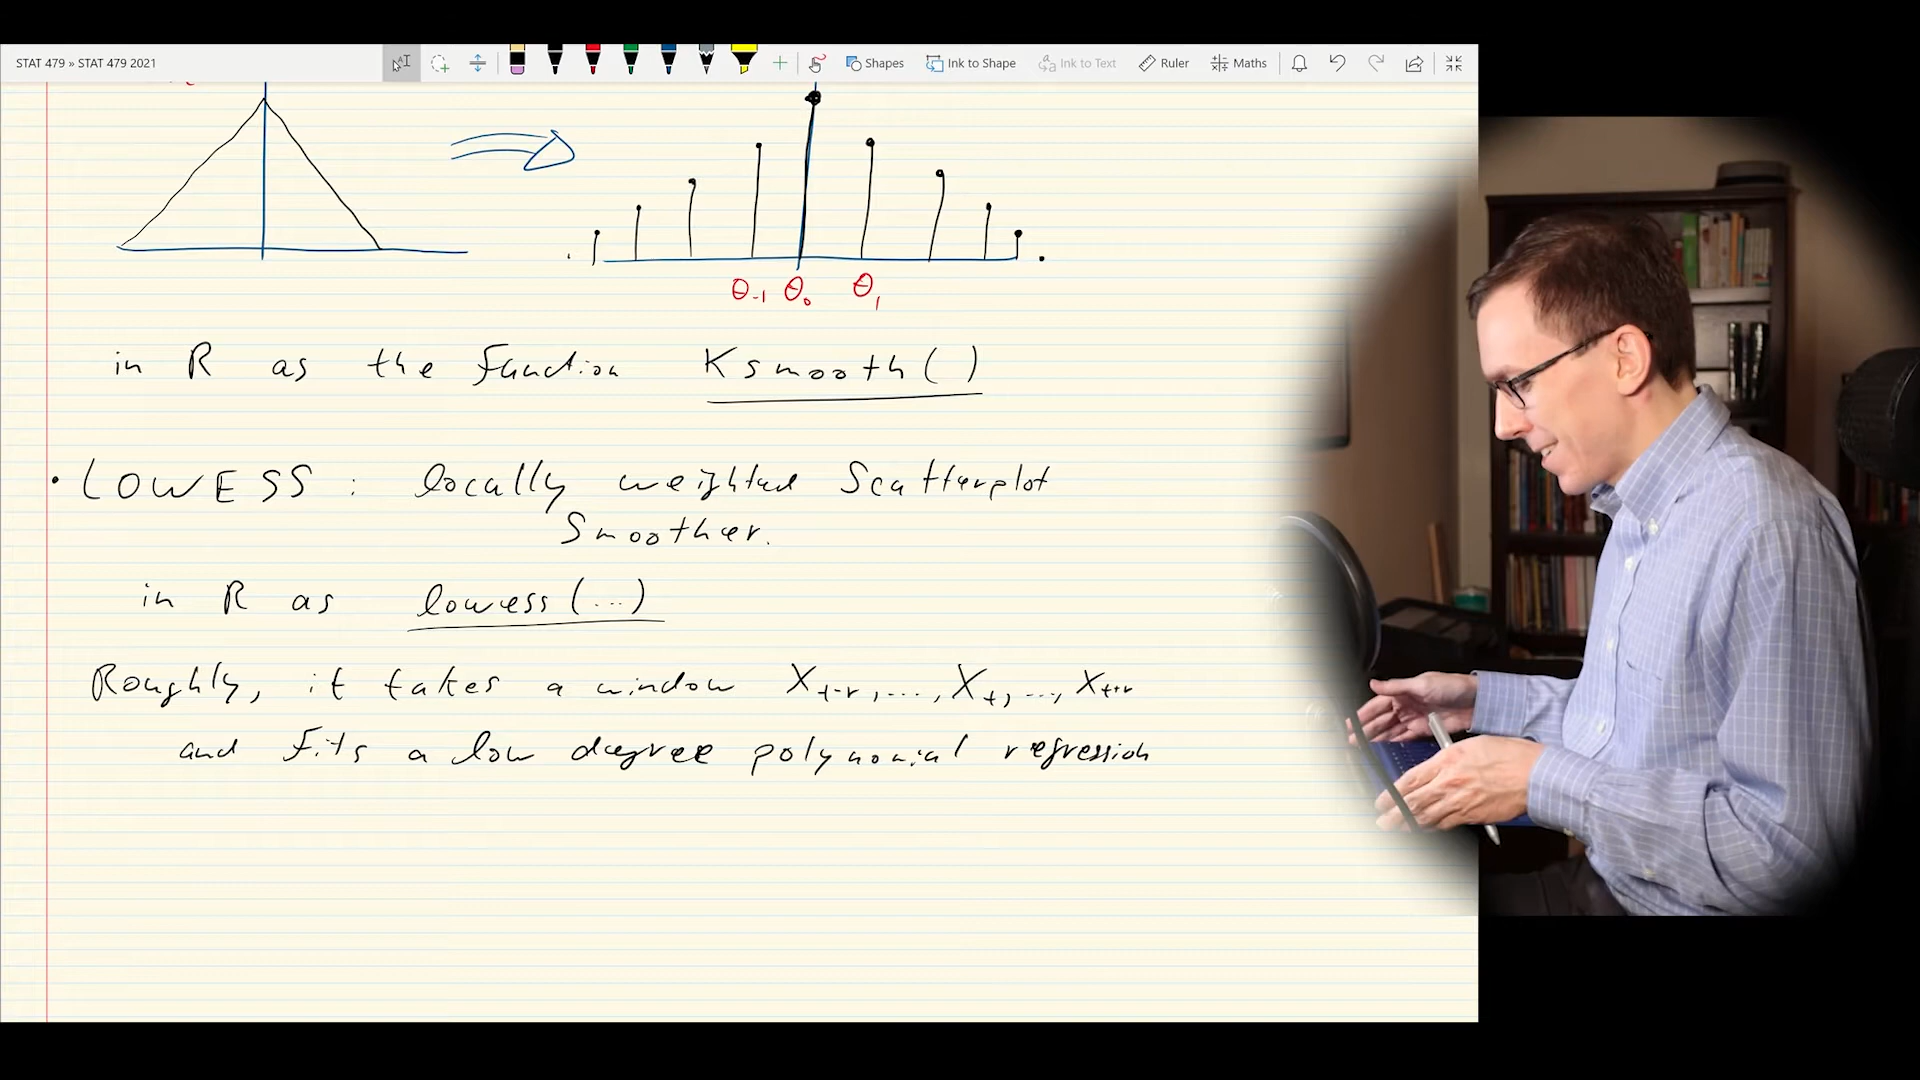 STAT 479 » STAT 479 2021
Shapes
Ink to Shape
Ink to Text
Ruler
Maths
θ₋₁ θ₀ θ₁
in R as the function Ksmooth( )
· LOWESS : locally weighted Scatterplot
Smoother.
in R as lowess(...)
Roughly, it takes a window Xₜ₋ᵣ, ..., Xₜ, ..., Xₜ₊ᵣ
and fits a low degree polynomial regression